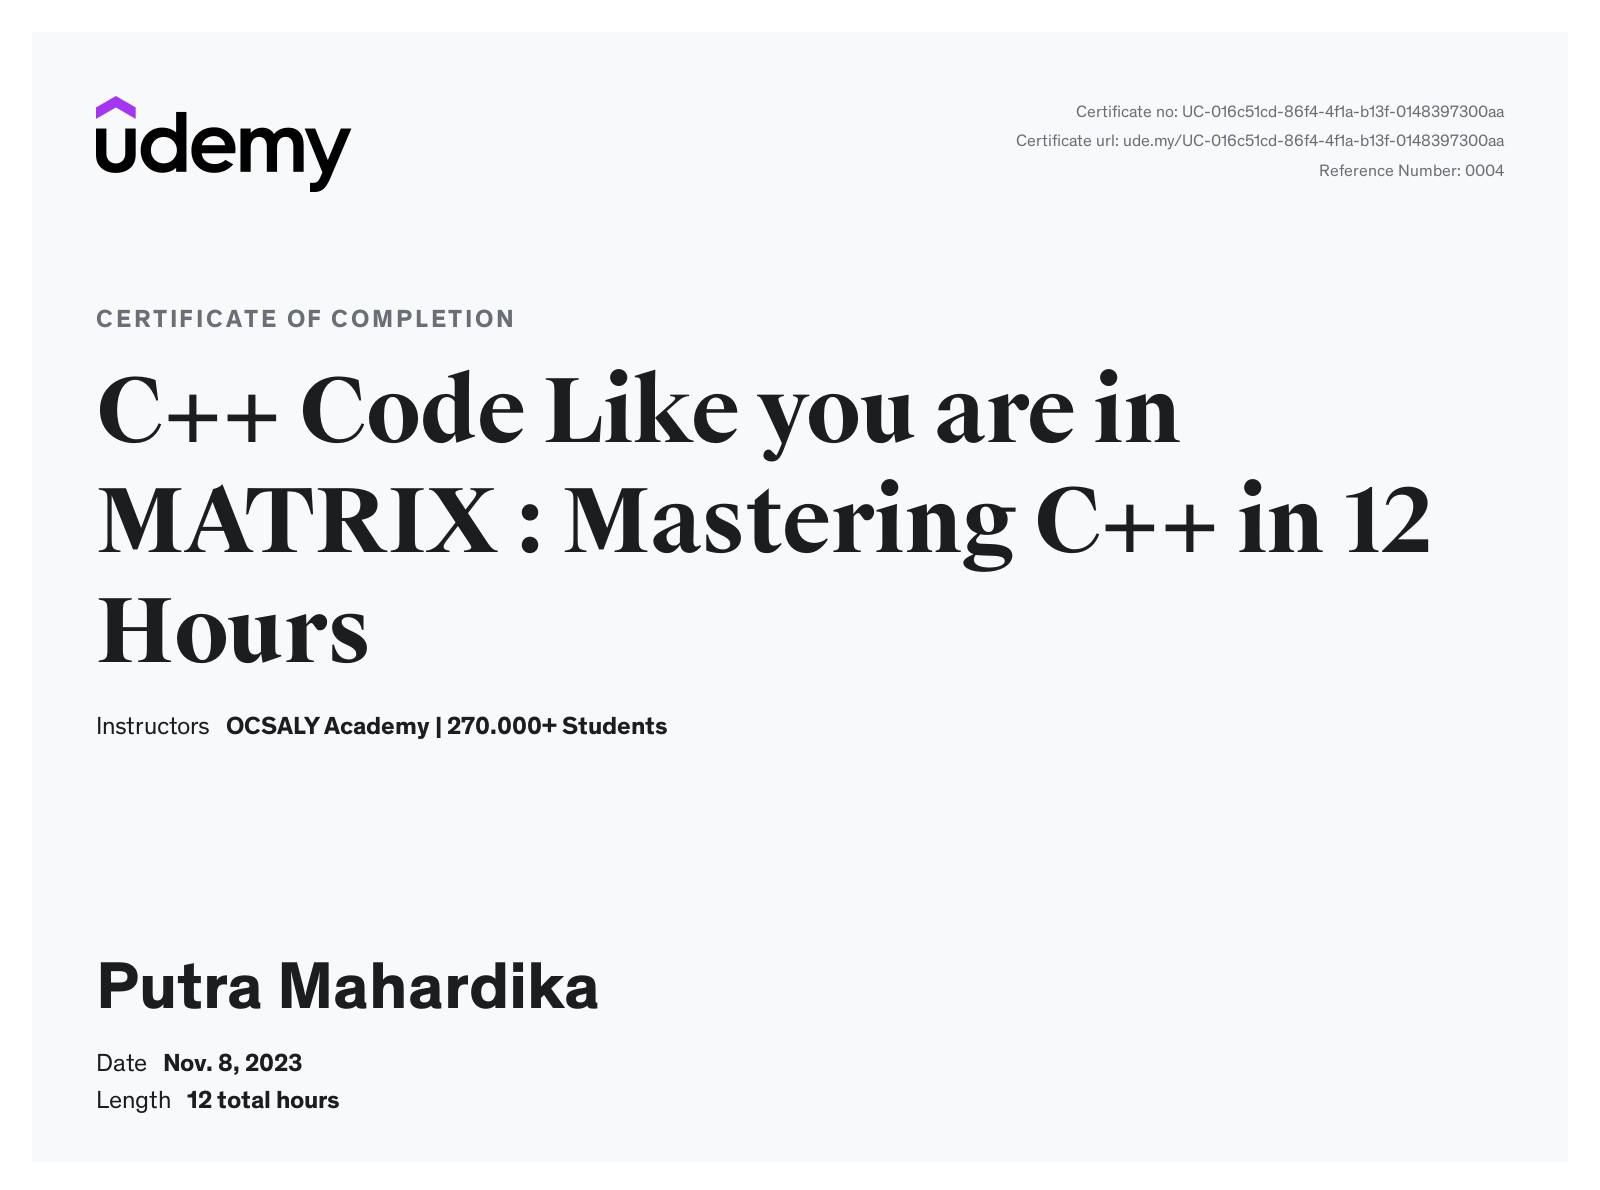 udemy
Certificate no: UC-016c51cd-86f4-4f1a-b13f-0148397300aa
Certificate url: ude.my/UC-016c51cd-86f4-4f1a-b13f-0148397300aa
Reference Number: 0004
CERTIFICATE OF COMPLETION
C++ Code Like you are in
MATRIX : Mastering C++ in 12
Hours
Instructors OCSALY Academy | 270.000+ Students
Putra Mahardika
Date Nov. 8, 2023
Length 12 total hours